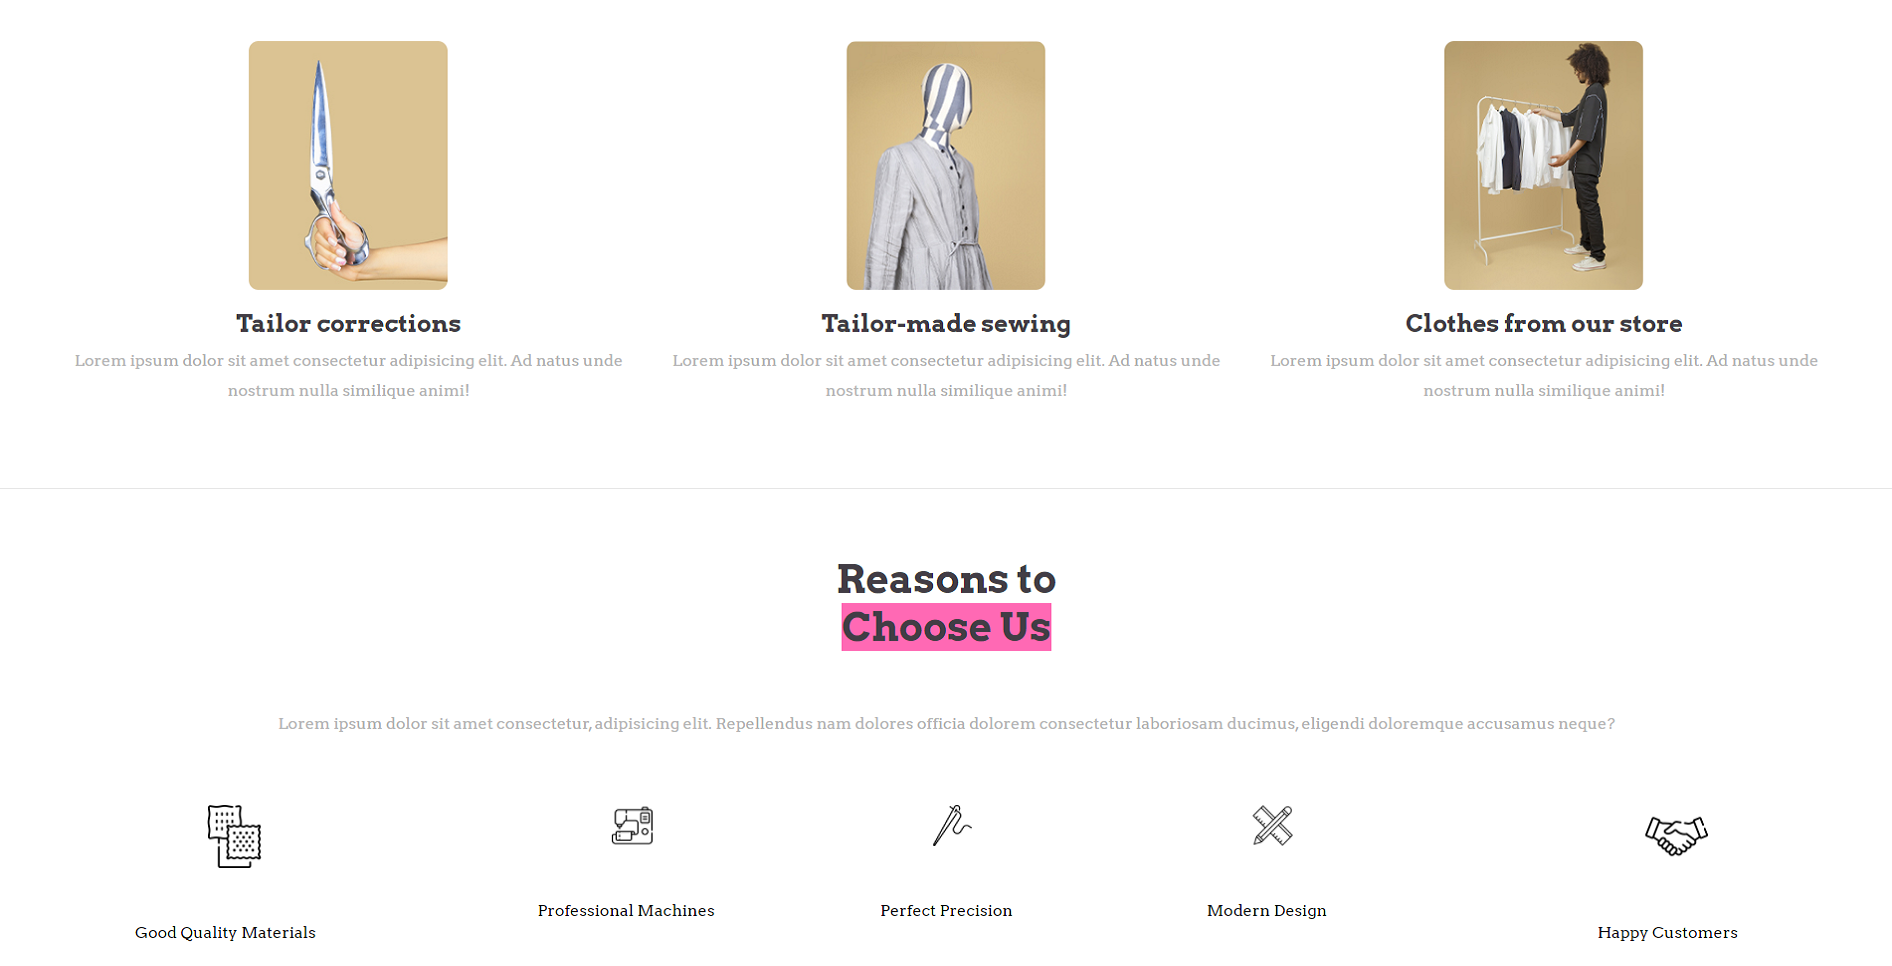 Tailor corrections
Lorem ipsum dolor sit amet consectetur adipisicing elit. Ad natus unde
nostrum nulla similique animi!
Tailor-made sewing
Lorem ipsum dolor sit amet consectetur adipisicing elit. Ad natus unde
nostrum nulla similique animi!
Clothes from our store
Lorem ipsum dolor sit amet consectetur adipisicing elit. Ad natus unde
nostrum nulla similique animi!
Reasons to
Choose Us
Lorem ipsum dolor sit amet consectetur, adipisicing elit. Repellendus nam dolores officia dolorem consectetur laboriosam ducimus, eligendi doloremque accusamus neque?
Good Quality Materials
Professional Machines
Perfect Precision
Modern Design
Happy Customers